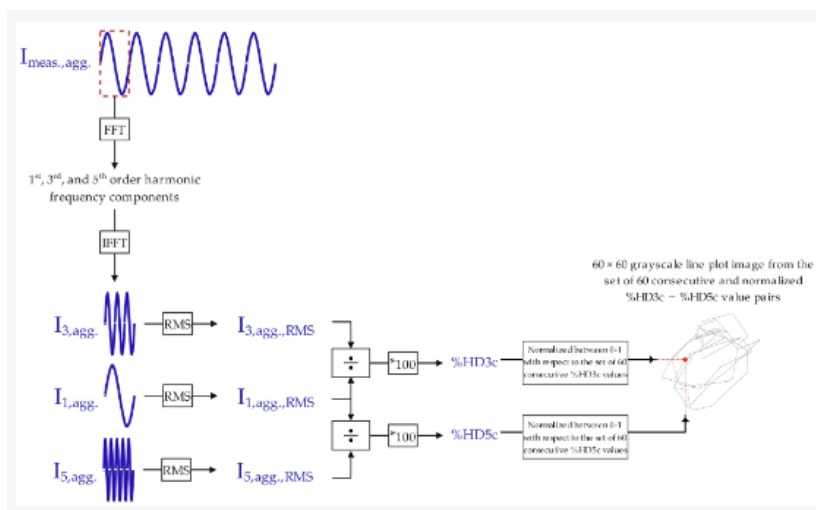 Imeas.,agg.
FFT
1st, 3rd, and 5th order harmonic
frequency components
IFFT
60 × 60 grayscale line plot image from the
set of 60 consecutive and normalized
%HD3c − %HD5c value pairs
I3,agg.
RMS
I3,agg.,RMS
÷
*100
%HD3c
Normalized between 0-1
with respect to the set of 60
consecutive %HD3c values
I1,agg.
RMS
I1,agg.,RMS
÷
*100
%HD5c
Normalized between 0-1
with respect to the set of 60
consecutive %HD5c values
I5,agg.
RMS
I5,agg.,RMS